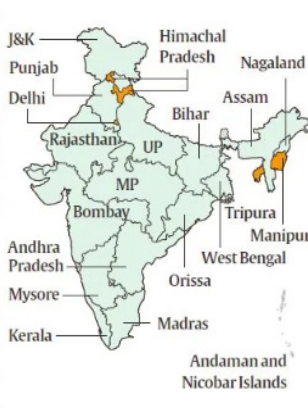 J&K
Himachal
Pradesh
Punjab
Nagaland
Delhi
Assam
Bihar
Rajasthan
UP
MP
Bombay
Tripura
Manipur
West Bengal
Andhra
Pradesh
Orissa
Mysore
Madras
Kerala
Andaman and
Nicobar Islands